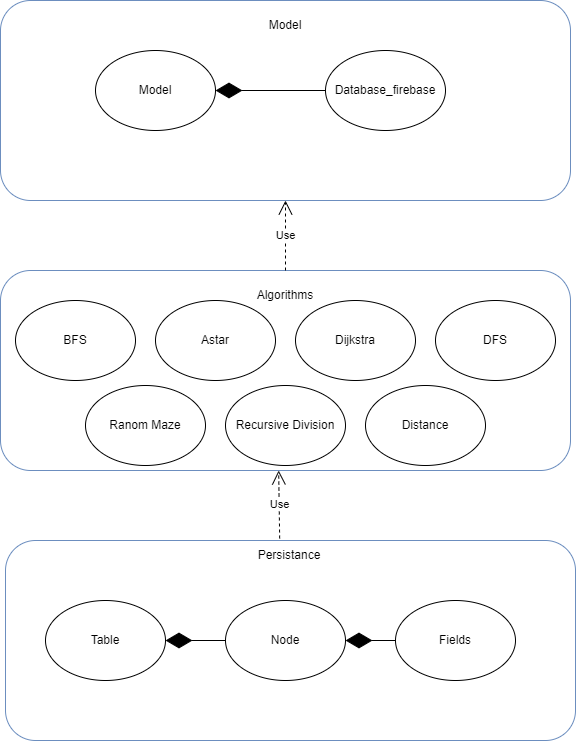 Model
Model
Database_firebase
Use
Algorithms
BFS
Astar
Dijkstra
DFS
Ranom Maze
Recursive Division
Distance
Use
Persistance
Table
Node
Fields